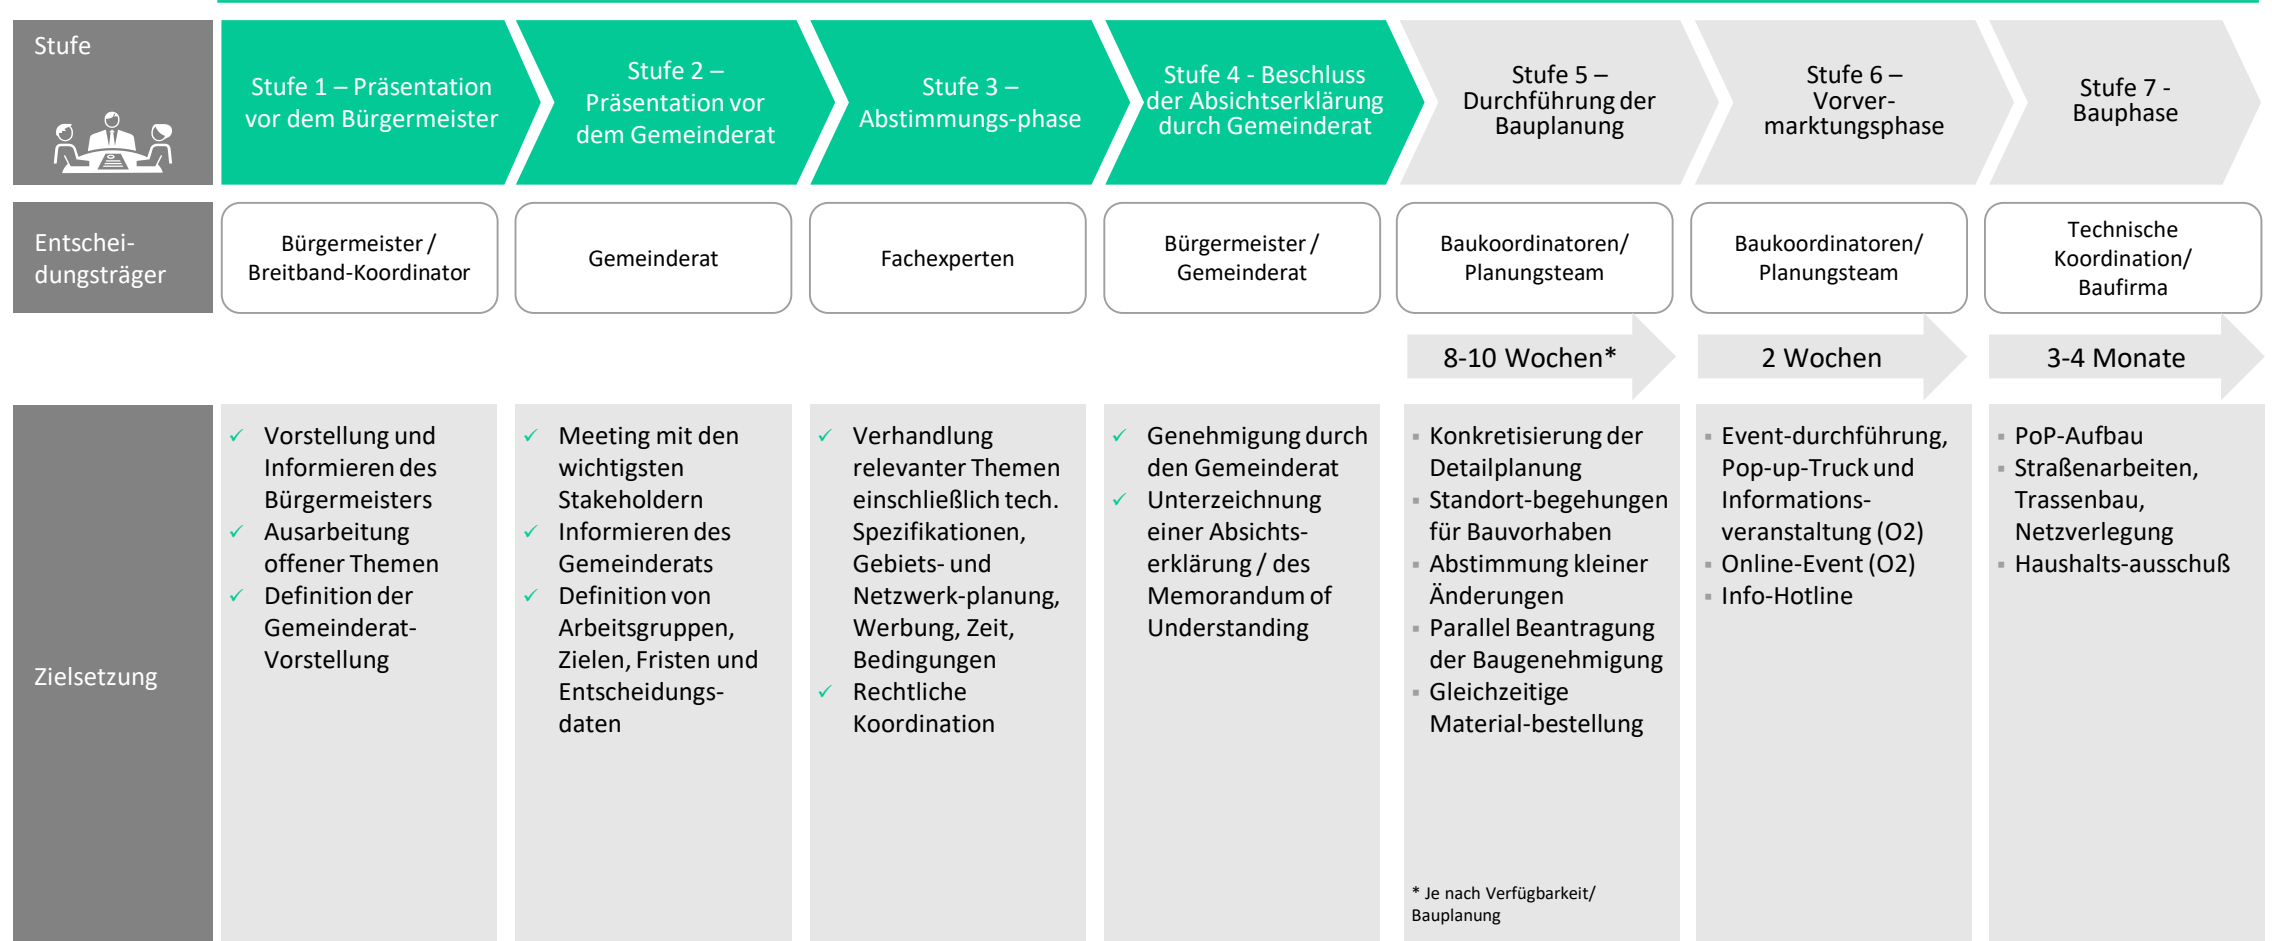 Stufe
Stufe 1 – Präsentation
vor dem Bürgermeister
Stufe 2 –
Präsentation vor
dem Gemeinderat
Stufe 3 –
Abstimmungs-phase
Stufe 4 - Beschluss
der Absichtserklärung
durch Gemeinderat
Stufe 5 –
Durchführung der
Bauplanung
Stufe 6 –
Vorver-
marktungsphase
Stufe 7 -
Bauphase
Entschei-
dungsträger
Bürgermeister /
Breitband-Koordinator
Gemeinderat
Fachexperten
Bürgermeister /
Gemeinderat
Baukoordinatoren/
Planungsteam
Baukoordinatoren/
Planungsteam
Technische
Koordination/
Baufirma
8-10 Wochen*
2 Wochen
3-4 Monate
Zielsetzung
Vorstellung und
Informieren des
Bürgermeisters
Ausarbeitung
offener Themen
Definition der
Gemeinderat-
Vorstellung
Meeting mit den
wichtigsten
Stakeholdern
Informieren des
Gemeinderats
Definition von
Arbeitsgruppen,
Zielen, Fristen und
Entscheidungs-
daten
Verhandlung
relevanter Themen
einschließlich tech.
Spezifikationen,
Gebiets- und
Netzwerk-planung,
Werbung, Zeit,
Bedingungen
Rechtliche
Koordination
Genehmigung durch
den Gemeinderat
Unterzeichnung
einer Absichts-
erklärung / des
Memorandum of
Understanding
Konkretisierung der
Detailplanung
Standort-begehungen
für Bauvorhaben
Abstimmung kleiner
Änderungen
Parallel Beantragung
der Baugenehmigung
Gleichzeitige
Material-bestellung
* Je nach Verfügbarkeit/
Bauplanung
Event-durchführung,
Pop-up-Truck und
Informations-
veranstaltung (O2)
Online-Event (O2)
Info-Hotline
PoP-Aufbau
Straßenarbeiten,
Trassenbau,
Netzverlegung
Haushalts-ausschuß